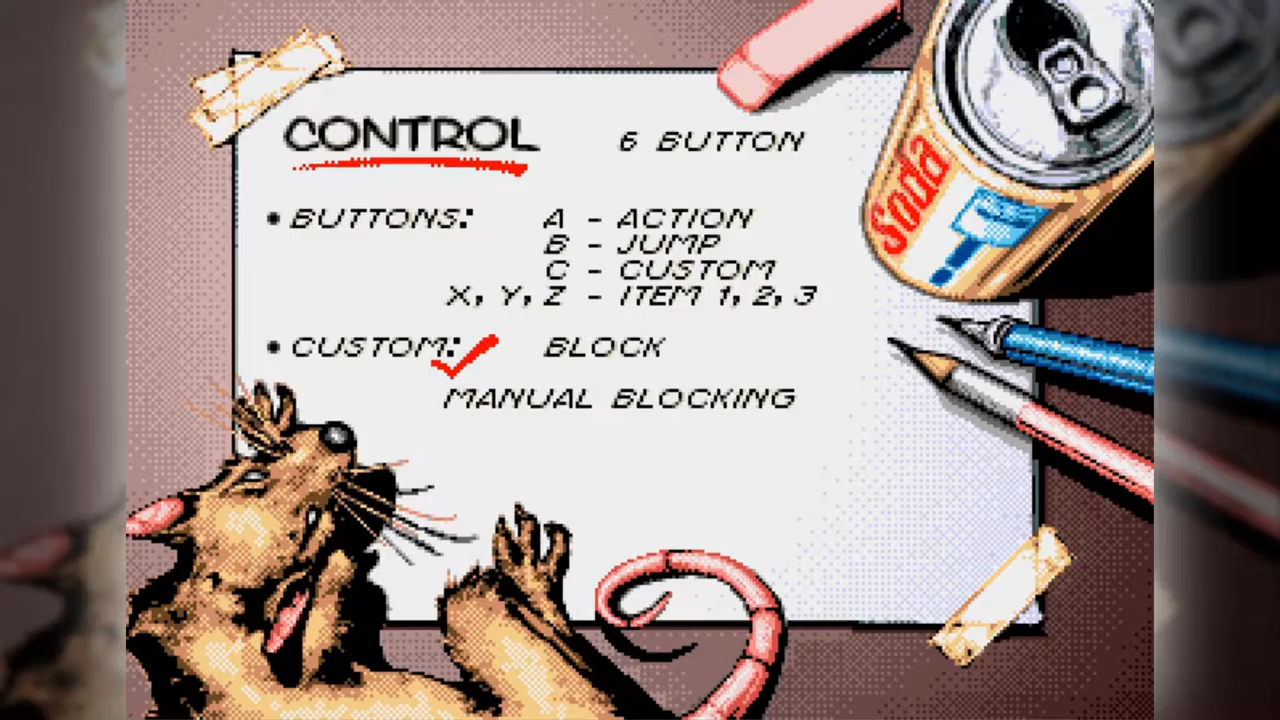 CONTROL 6 BUTTON
• BUTTONS: A - ACTION
B - JUMP
C - CUSTOM
X, Y, Z - ITEM 1, 2, 3
• CUSTOM: BLOCK
MANUAL BLOCKING
Soda